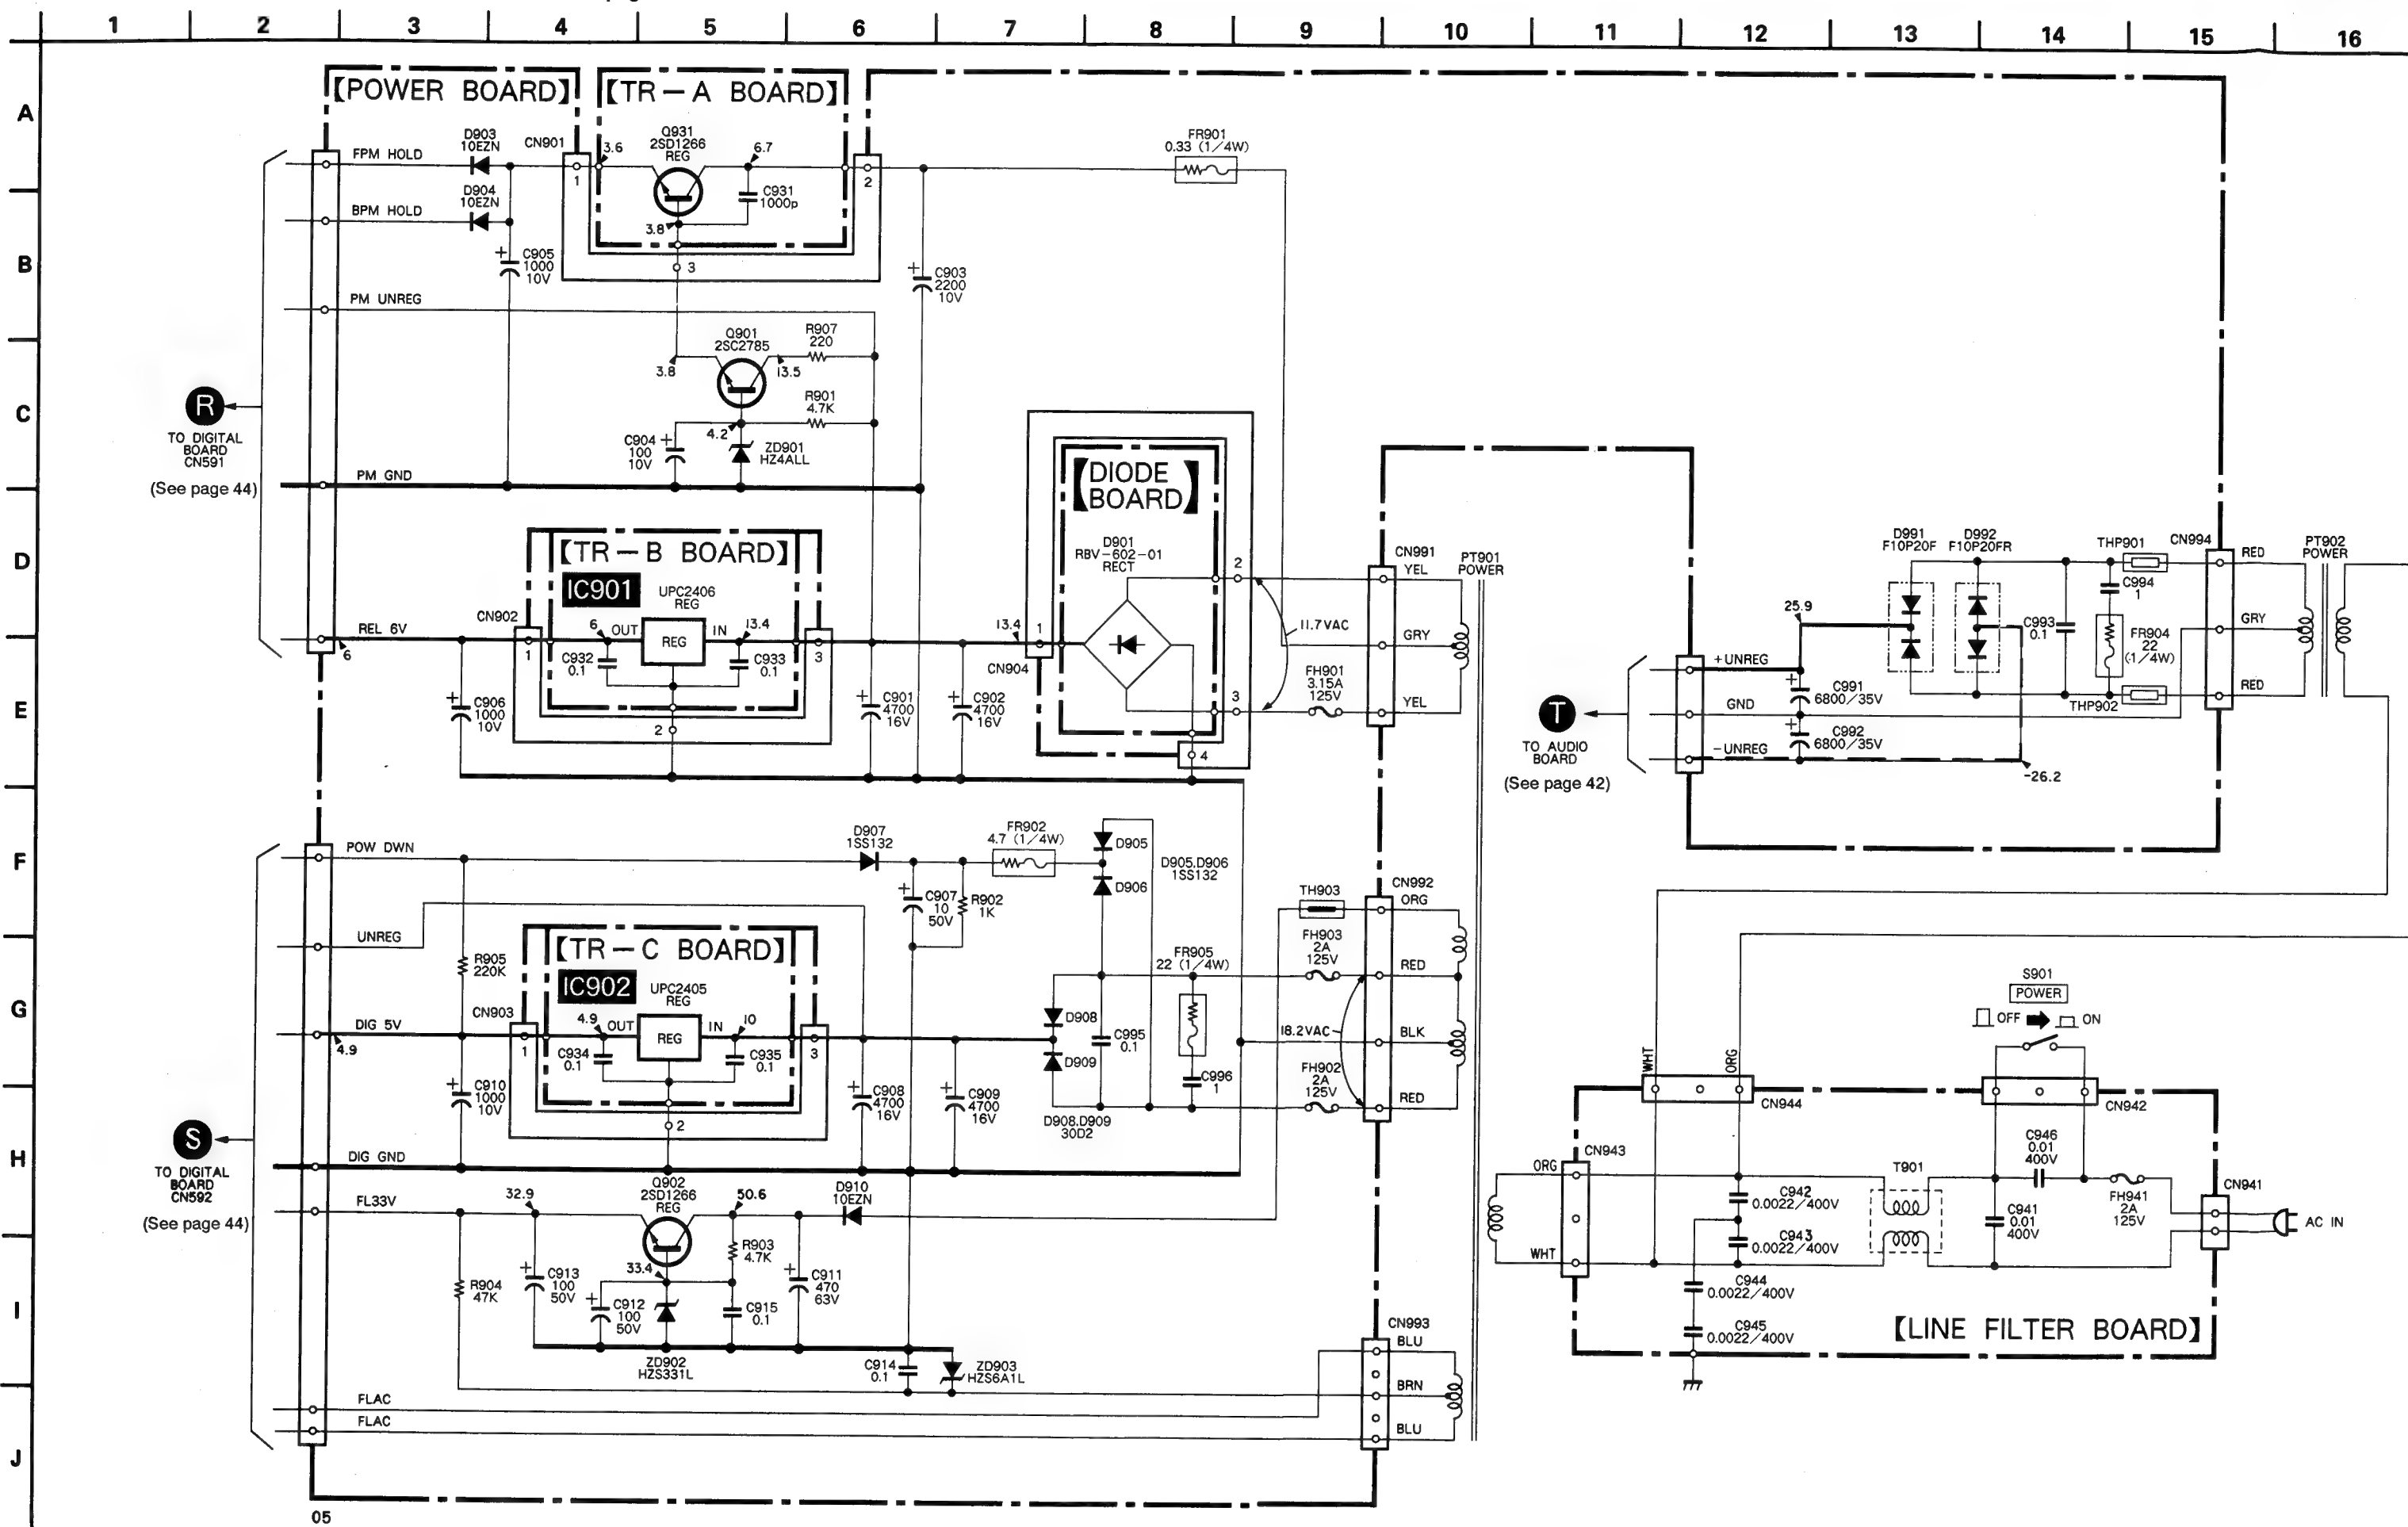 1 2 3 4 5 6 7 8 9 10 11 12 13 14 15 16
A
B
C
D
E
F
G
H
I
J
【POWER BOARD】
【TR－A BOARD】
FPM HOLD
D903
10EZN
CN901
1
3.6
Q931
2SD1266
REG
6.7
2
C931
1000p
3.8
3
FR901
0.33 (1/4W)
BPM HOLD
D904
10EZN
C905
1000
10V
C903
2200
10V
PM UNREG
Q901
2SC2785
R907
220
3.8
13.5
R901
4.7K
4.2
C904
100
10V
ZD901
HZ4ALL
PM GND
R
TO DIGITAL
BOARD
CN591
(See page 44)
【DIODE
BOARD】
D901
RBV-602-01
RECT
2
1
3
4
13.4
CN904
11.7VAC
FH901
3.15A
125V
CN991
YEL
GRY
YEL
PT901
POWER
【TR－B BOARD】
IC901
UPC2406
REG
CN902
1
6
OUT
REG
IN
13.4
3
C932
0.1
C933
0.1
2
REL 6V
6
C906
1000
10V
C901
4700
16V
C902
4700
16V
D991
F10P20F
D992
F10P20FR
THP901
CN994
RED
GRY
RED
PT902
POWER
25.9
C993
0.1
C994
1
FR904
22
(1/4W)
THP902
+UNREG
GND
-UNREG
C991
6800/35V
C992
6800/35V
-26.2
T
TO AUDIO
BOARD
(See page 42)
POW DWN
D907
1SS132
FR902
4.7 (1/4W)
D905
D906
D905.D906
1SS132
C907
10
50V
R902
1K
UNREG
R905
220K
【TR－C BOARD】
IC902
UPC2405
REG
CN903
1
4.9
OUT
REG
IN
10
3
C934
0.1
C935
0.1
2
DIG 5V
4.9
C910
1000
10V
C908
4700
16V
C909
4700
16V
D908
D909
D908.D909
30D2
C995
0.1
FR905
22 (1/4W)
C996
1
TH903
FH903
2A
125V
18.2VAC
FH902
2A
125V
CN992
ORG
RED
BLK
RED
DIG GND
S
TO DIGITAL
BOARD
CN592
(See page 44)
FL33V
32.9
Q902
2SD1266
REG
50.6
D910
10EZN
R904
47K
C913
100
50V
33.4
R903
4.7K
C912
100
50V
C915
0.1
C911
470
63V
ZD902
HZS331L
C914
0.1
ZD903
HZS6A1L
CN993
BLU
BRN
BLU
FLAC
FLAC
S901
POWER
OFF ON
WHT
ORG
CN944
CN942
CN943
ORG
WHT
C946
0.01
400V
T901
C942
0.0022/400V
C943
0.0022/400V
C944
0.0022/400V
C945
0.0022/400V
C941
0.01
400V
FH941
2A
125V
CN941
AC IN
【LINE FILTER BOARD】
05